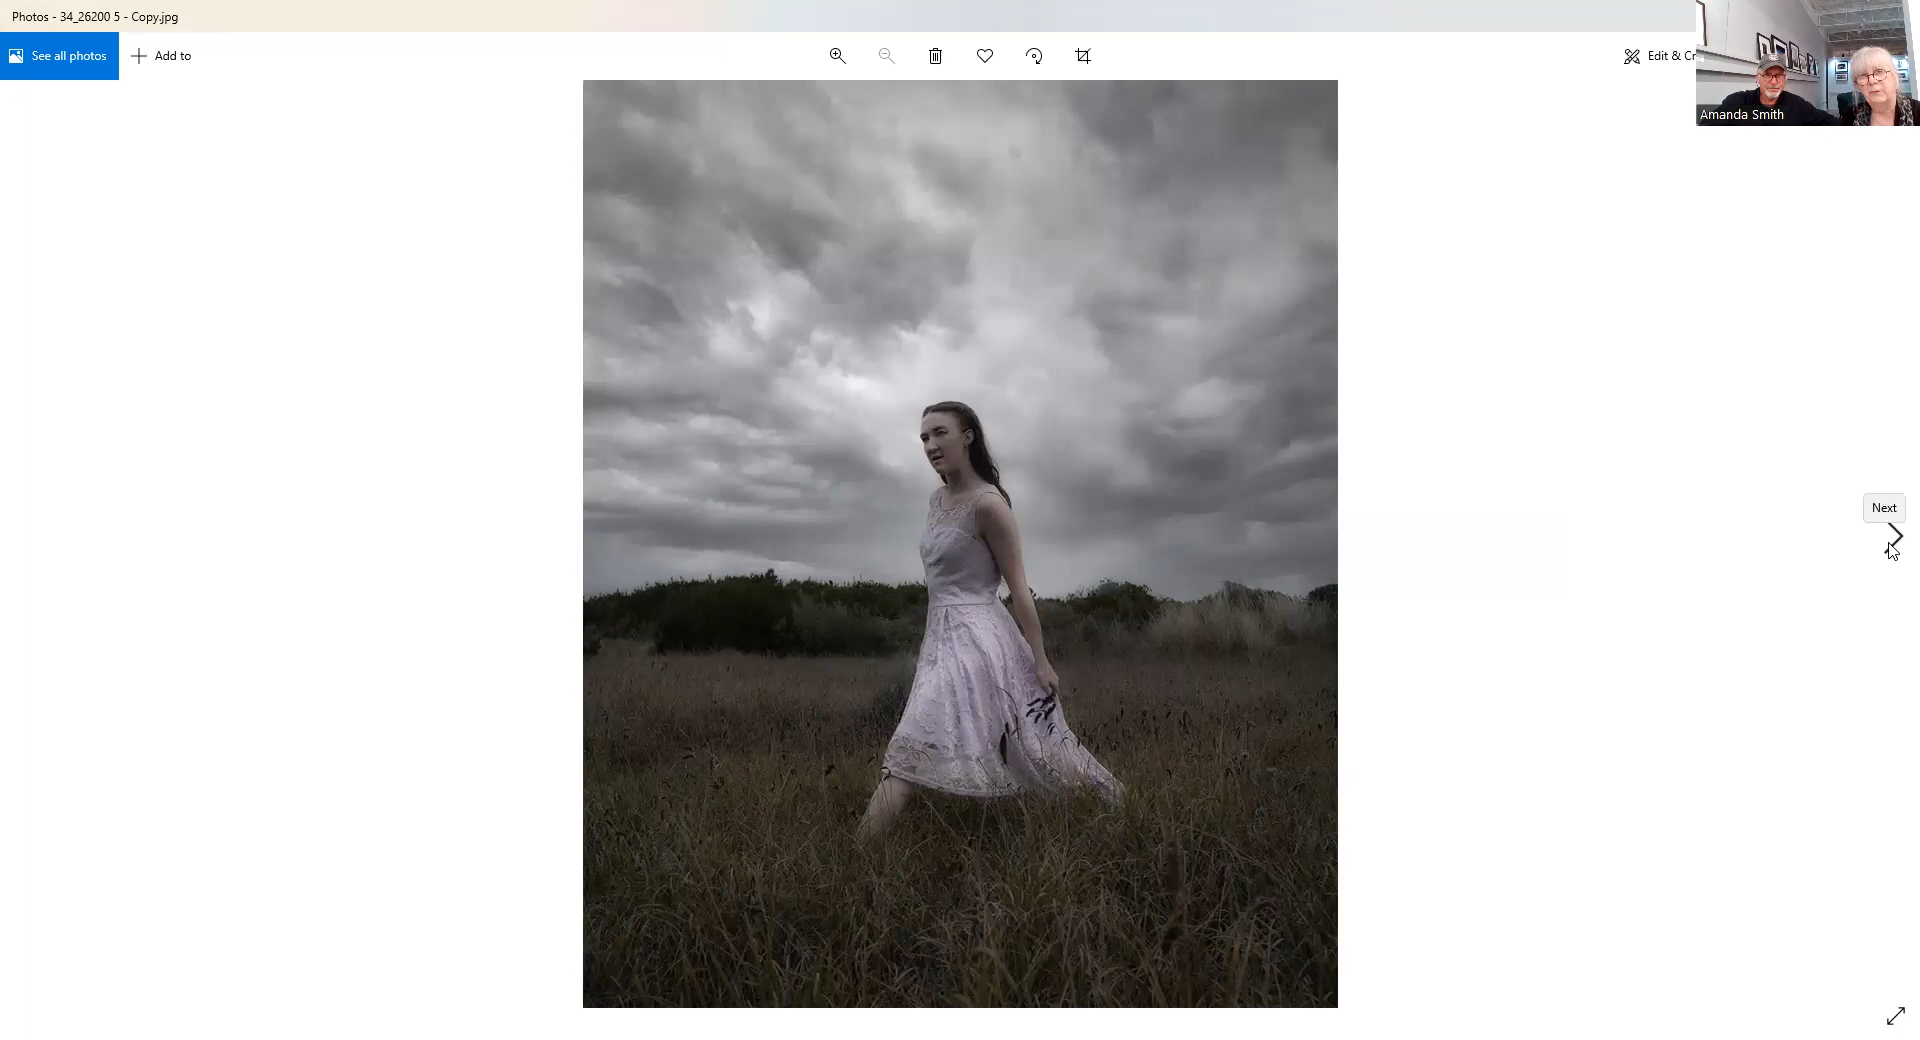 Photos - 34_26200 5 - Copy.jpg
See all photos
Add to
Edit & Cr
Amanda Smith
Next